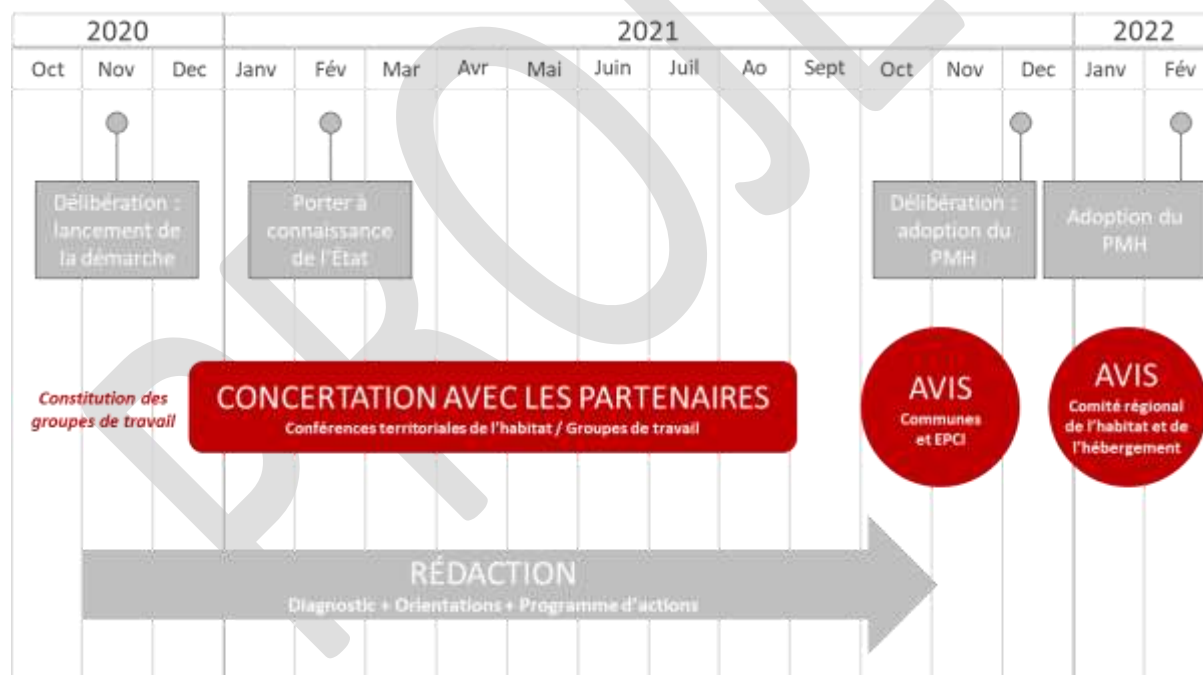 2020
2021
2022
Oct
Nov
Dec
Janv
Fév
Mar
Avr
Mai
Juin
Juil
Ao
Sept
Oct
Nov
Dec
Janv
Fév
Délibération :
lancement de
la démarche
Porter à
connaissance
de l'État
Délibération :
adoption du
PMH
Adoption du
PMH
Constitution des
groupes de travail
CONCERTATION AVEC LES PARTENAIRES
Conférences territoriales de l'habitat / Groupes de travail
AVIS
Communes
et EPCI
AVIS
Comité régional
de l'habitat et de
l'hébergement
RÉDACTION
Diagnostic + Orientations + Programme d'actions